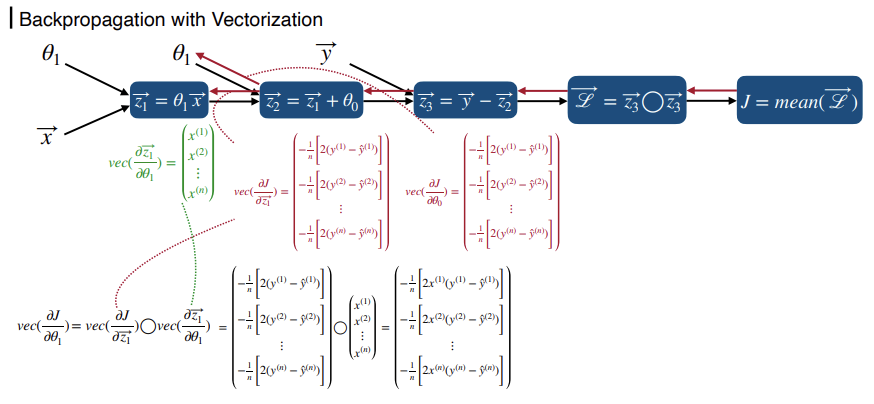 Backpropagation with Vectorization
θ₁ θ₁ y⃗
z⃗₁ = θ₁x⃗ z⃗₂ = z⃗₁ + θ₀ z⃗₃ = y⃗ − z⃗₂ ℒ⃗ = z⃗₃◯z⃗₃ J = mean(ℒ⃗)
x⃗
vec(∂z⃗₁/∂θ₁) = (x⁽¹⁾ x⁽²⁾ ⋮ x⁽ⁿ⁾)
vec(∂J/∂z⃗₁) = (−1/n[2(y⁽¹⁾ − ŷ⁽¹⁾)] −1/n[2(y⁽²⁾ − ŷ⁽²⁾)] ⋮ −1/n[2(y⁽ⁿ⁾ − ŷ⁽ⁿ⁾)])
vec(∂J/∂θ₀) = (−1/n[2(y⁽¹⁾ − ŷ⁽¹⁾)] −1/n[2(y⁽²⁾ − ŷ⁽²⁾)] ⋮ −1/n[2(y⁽ⁿ⁾ − ŷ⁽ⁿ⁾)])
vec(∂J/∂θ₁) = vec(∂J/∂z⃗₁)◯vec(∂z⃗₁/∂θ₁) = (−1/n[2(y⁽¹⁾ − ŷ⁽¹⁾)] −1/n[2(y⁽²⁾ − ŷ⁽²⁾)] ⋮ −1/n[2(y⁽ⁿ⁾ − ŷ⁽ⁿ⁾)]) ◯ (x⁽¹⁾ x⁽²⁾ ⋮ x⁽ⁿ⁾) = (−1/n[2x⁽¹⁾(y⁽¹⁾ − ŷ⁽¹⁾)] −1/n[2x⁽²⁾(y⁽²⁾ − ŷ⁽²⁾)] ⋮ −1/n[2x⁽ⁿ⁾(y⁽ⁿ⁾ − ŷ⁽ⁿ⁾)])